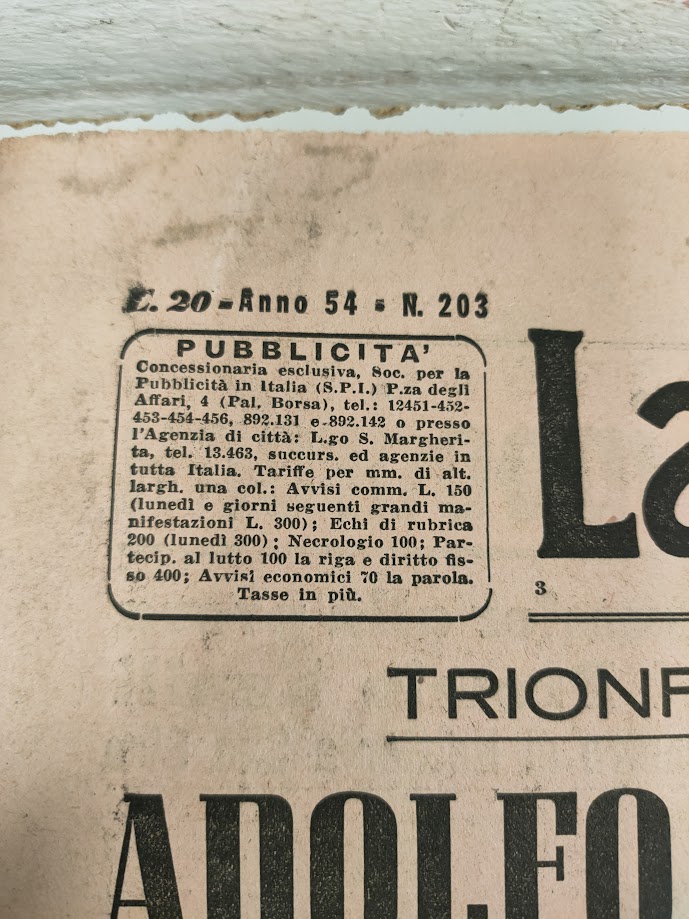 L. 20 - Anno 54 - N. 203
PUBBLICITA'
Concessionaria esclusiva, Soc. per la
Pubblicità in Italia (S.P.I.) P.za degli
Affari, 4 (Pal. Borsa), tel.: 12451-452-
453-454-456, 892.131 e 892.142 o presso
l'Agenzia di città: L.go S. Margheri-
ta, tel. 13.463, succurs. ed agenzie in
tutta Italia. Tariffe per mm. di alt.
largh. una col.: Avvisi comm. L. 150
(lunedì e giorni seguenti grandi ma-
nifestazioni L. 300); Echi di rubrica
200 (lunedì 300); Necrologio 100; Par-
tecip. al lutto 100 la riga e diritto fis-
so 400; Avvisi economici 70 la parola.
Tasse in più.
La
3
TRIONF
ADOLFO